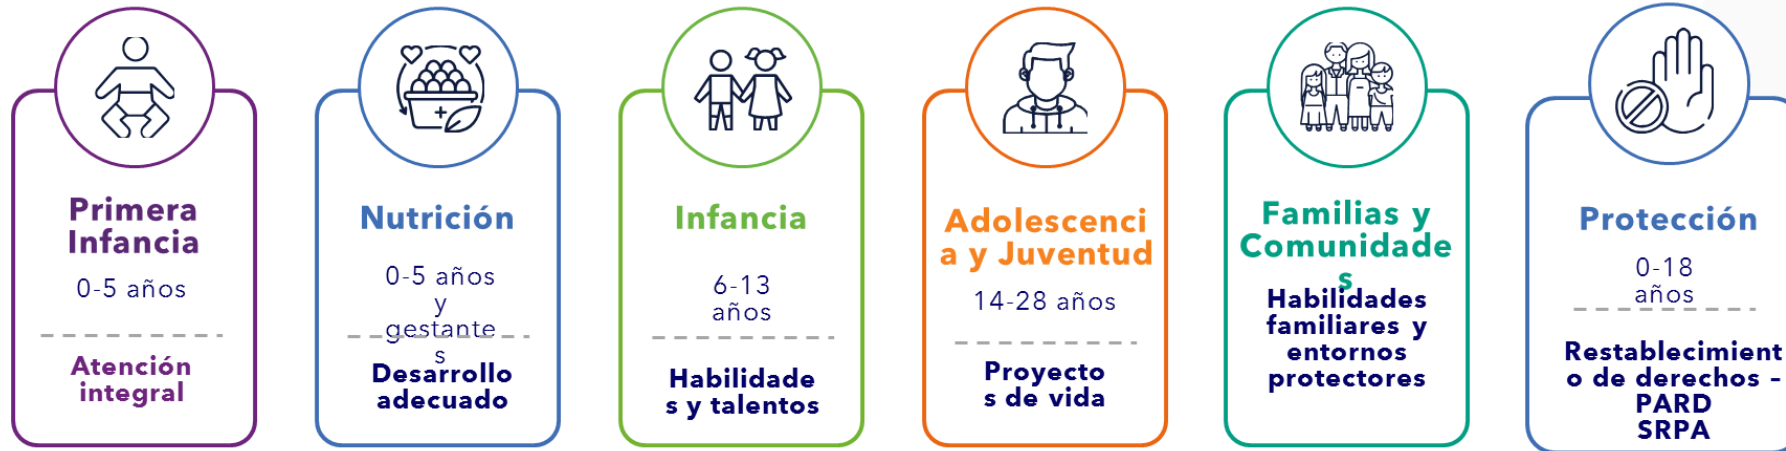 Primera
Infancia
0-5 años
Atención
integral
Nutrición
0-5 años
y
gestante
s
Desarrollo
adecuado
Infancia
6-13
años
Habilidade
s y talentos
Adolescenci
a y Juventud
14-28 años
Proyecto
s de vida
Familias y
Comunidade
s
Habilidades
familiares y
entornos
protectores
Protección
0-18
años
Restablecimient
o de derechos –
PARD
SRPA